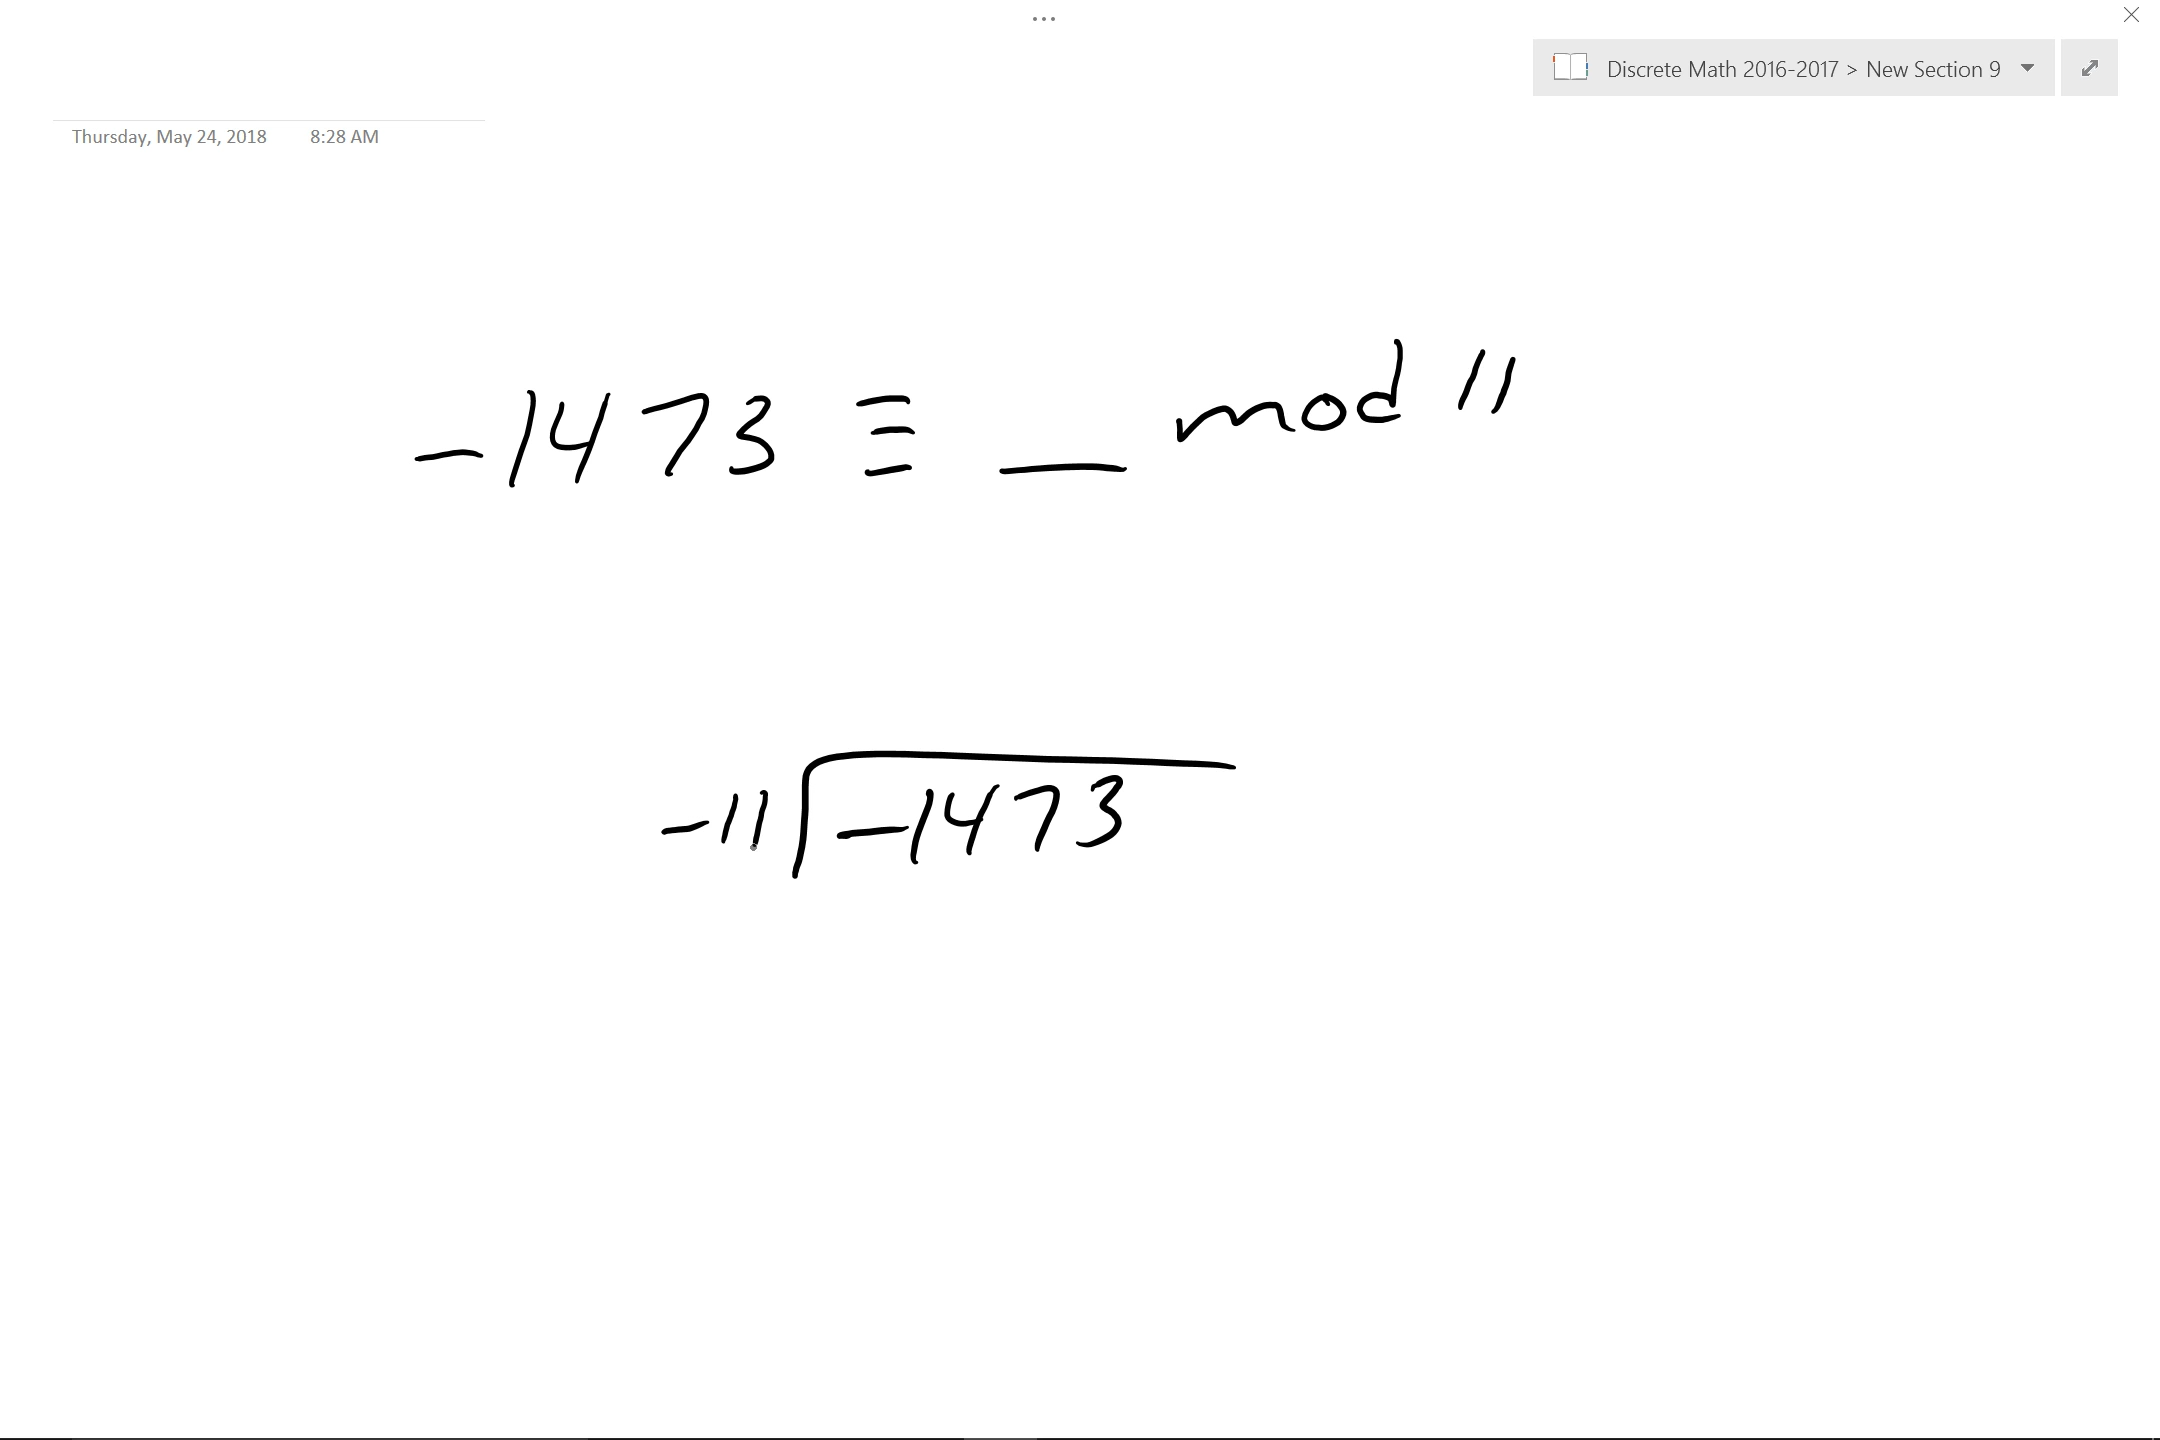 Discrete Math 2016-2017 > New Section 9
Thursday, May 24, 2018 8:28 AM
-1473 ≡ __ mod 11
-11 -1473